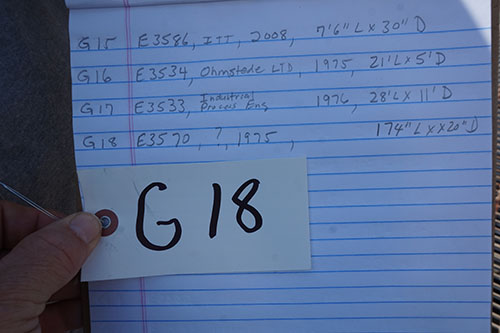 G15 E3586, ITT, 2008, 7'6" L X 30" D
G16 E3534, Ohmstede LTD, 1975, 21' L X 5' D
G17 E3533, Industrial Process Eng 1976, 28' L X 11' D
G18 E3570, ?, 1975, 174" L X X 20" D
G 18